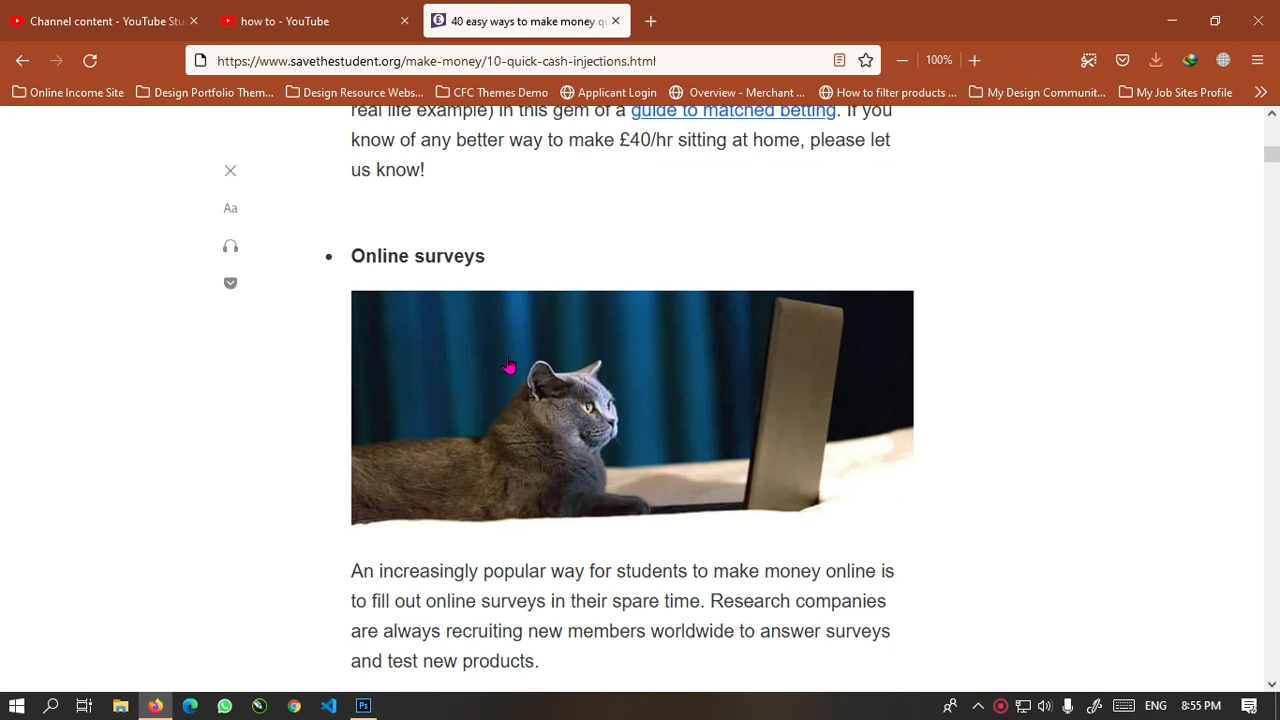 Channel content - YouTube Stu
how to - YouTube
40 easy ways to make money qu
https://www.savethestudent.org/make-money/10-quick-cash-injections.html
100%
Online Income Site
Design Portfolio Them...
Design Resource Websi...
CFC Themes Demo
Applicant Login
Overview - Merchant ...
How to filter products ...
My Design Communit...
My Job Sites Profile
real life example) in this gem of a guide to matched betting. If you
know of any better way to make £40/hr sitting at home, please let
us know!
Aa
• Online surveys
An increasingly popular way for students to make money online is
to fill out online surveys in their spare time. Research companies
are always recruiting new members worldwide to answer surveys
and test new products.
Ps
ENG
8:55 PM